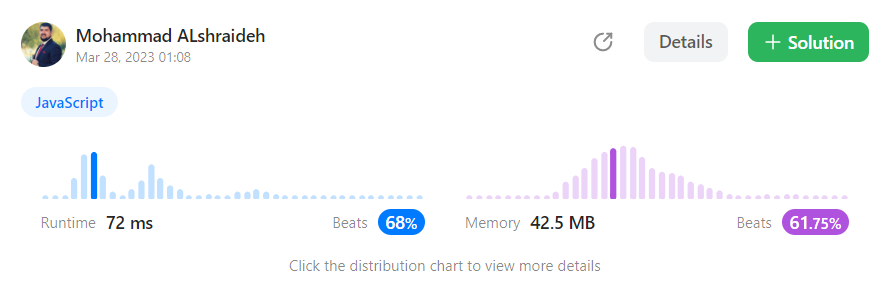 Mohammad ALshraideh
Mar 28, 2023 01:08
Details
+ Solution
JavaScript
Runtime 72 ms Beats 68%
Memory 42.5 MB Beats 61.75%
Click the distribution chart to view more details